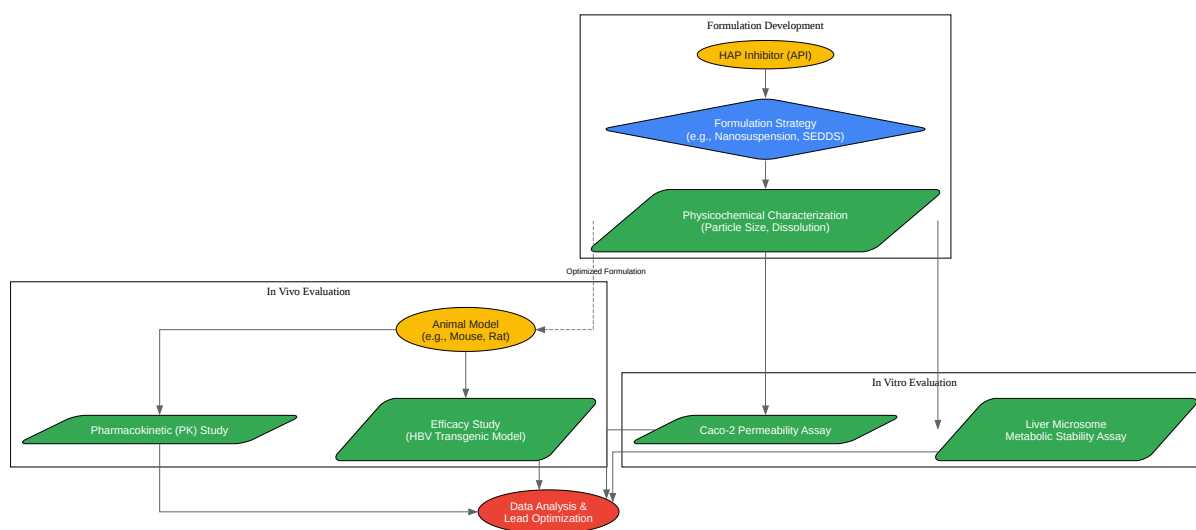 Formulation Development
HAP Inhibitor (API)
Formulation Strategy
(e.g., Nanosuspension, SEDDS)
Physicochemical Characterization
(Particle Size, Dissolution)
Optimized Formulation
In Vivo Evaluation
Animal Model
(e.g., Mouse, Rat)
Pharmacokinetic (PK) Study
Efficacy Study
(HBV Transgenic Model)
In Vitro Evaluation
Caco-2 Permeability Assay
Liver Microsome
Metabolic Stability Assay
Data Analysis &
Lead Optimization